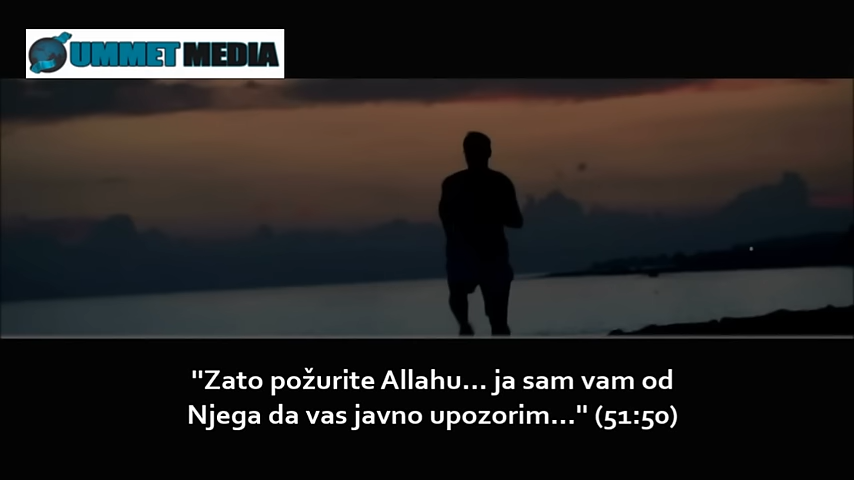 UMMET MEDIA
"Zato požurite Allahu... ja sam vam od
Njega da vas javno upozorim..." (51:50)